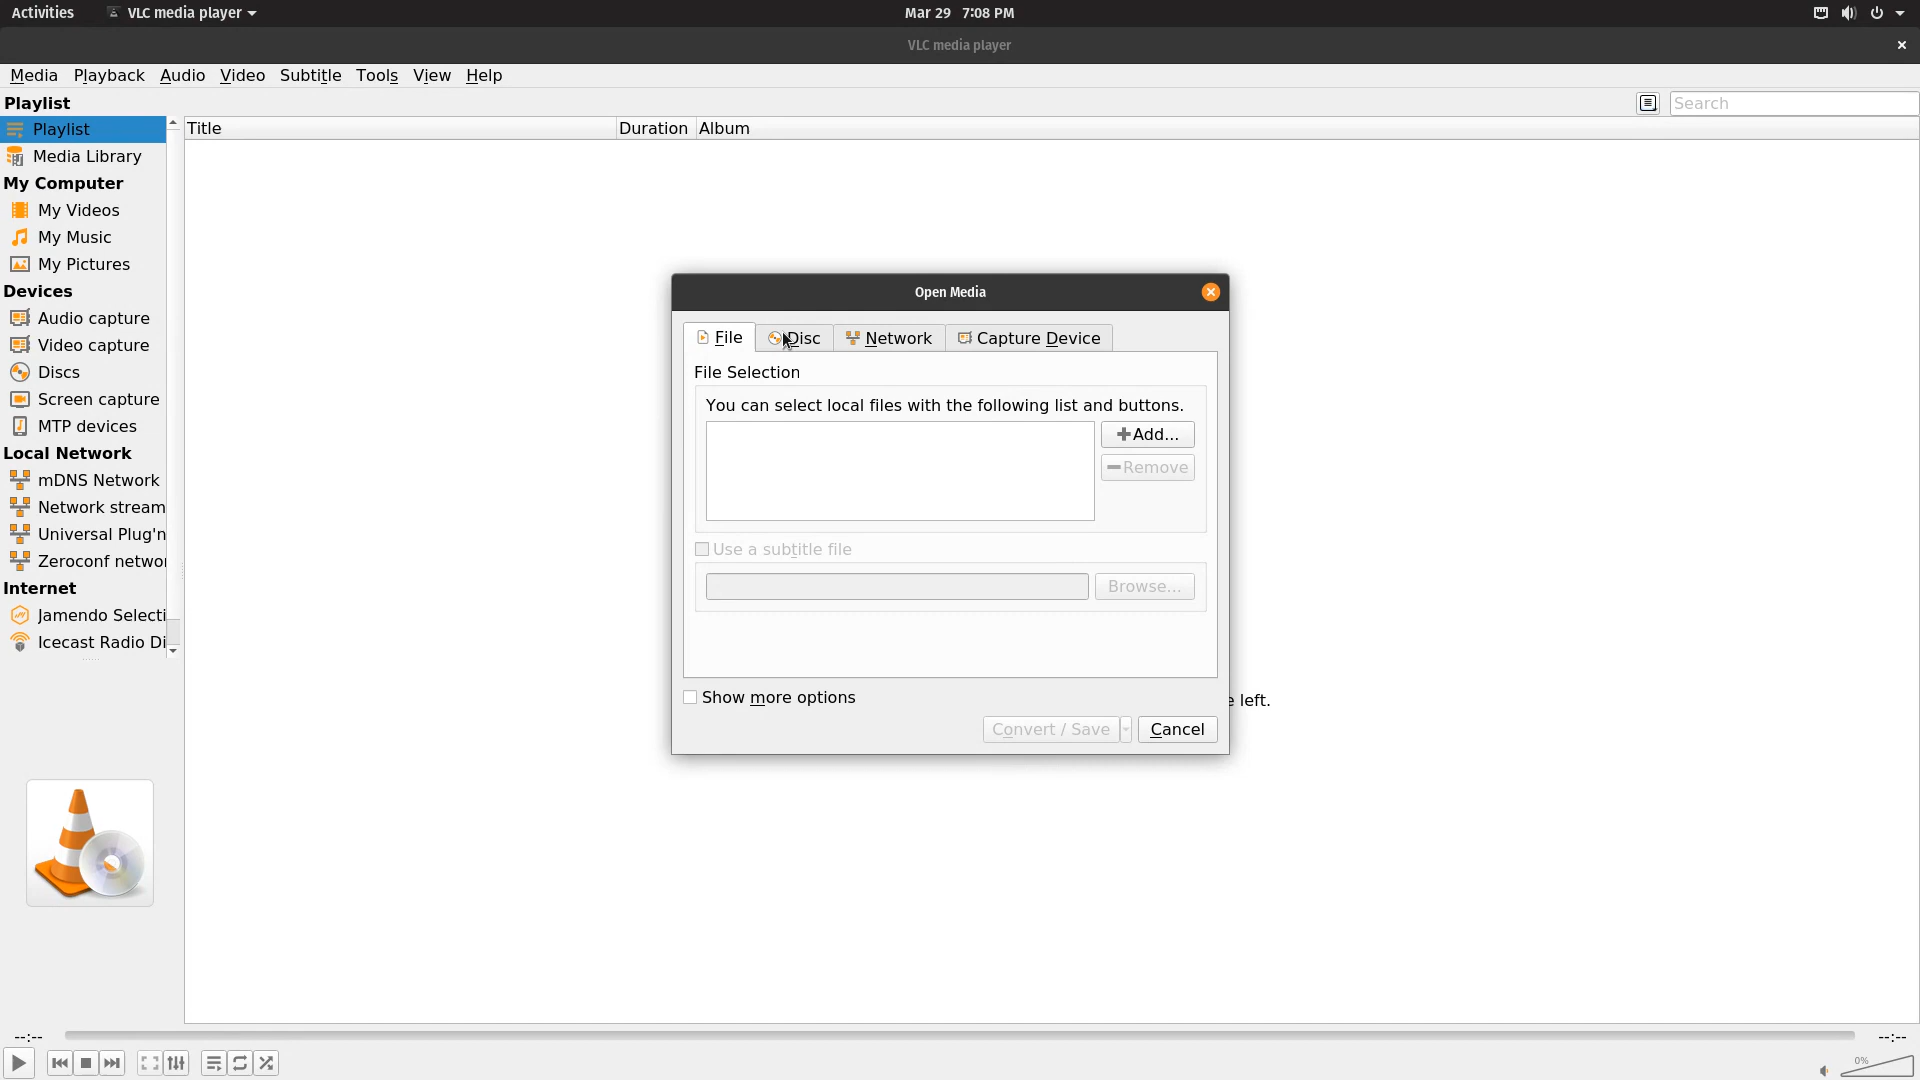 Activities
VLC media player
Mar 29 7:08 PM
VLC media player
Media Playback Audio Video Subtitle Tools View Help
Playlist
Search
Playlist
Media Library
My Computer
My Videos
My Music
My Pictures
Devices
Audio capture
Video capture
Discs
Screen capture
MTP devices
Local Network
mDNS Network
Network stream
Universal Plug'n
Zeroconf networ
Internet
Jamendo Selecti
Icecast Radio Di
Title Duration Album
Open Media
File Disc Network Capture Device
File Selection
You can select local files with the following list and buttons.
Add...
Remove
Use a subtitle file
Browse...
Show more options
Convert / Save Cancel
left.
--:-- --:--
0%